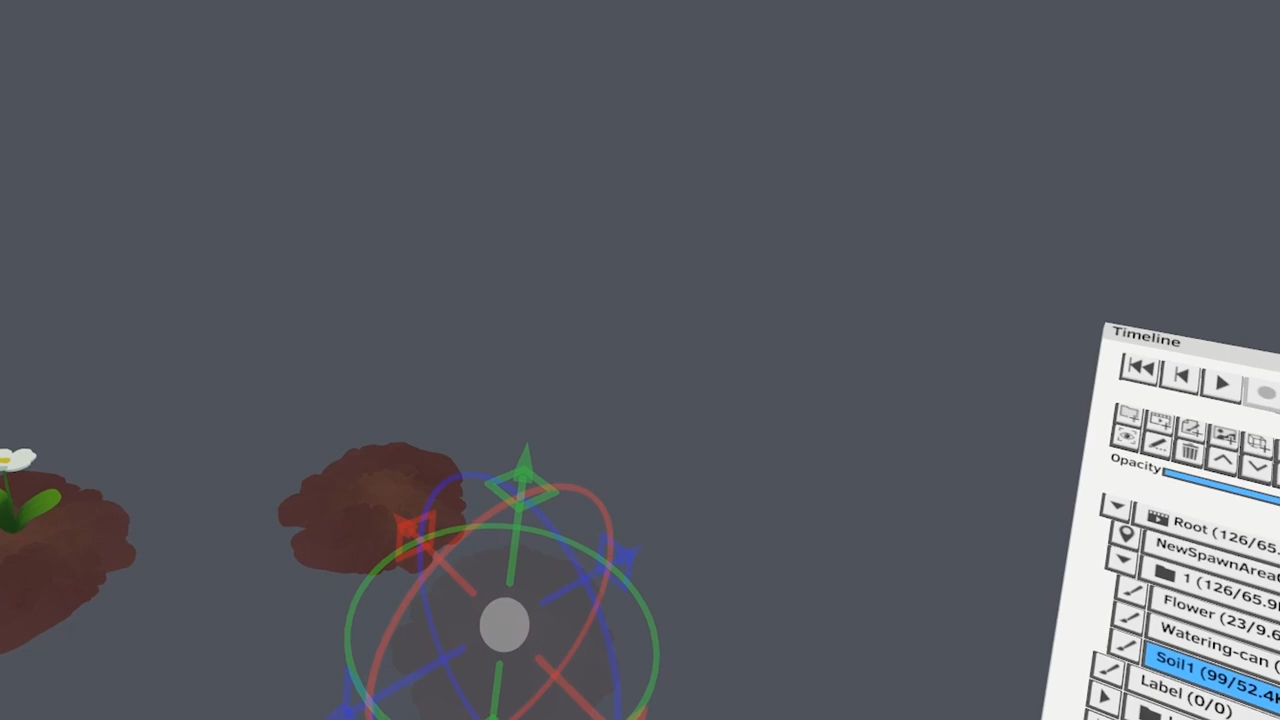 Timeline
Opacity
Root (126/65.
NewSpawnArea
1 (126/65.9
Flower (23/9.6
Watering-can (
Soil1 (99/52.4
Label (0/0)